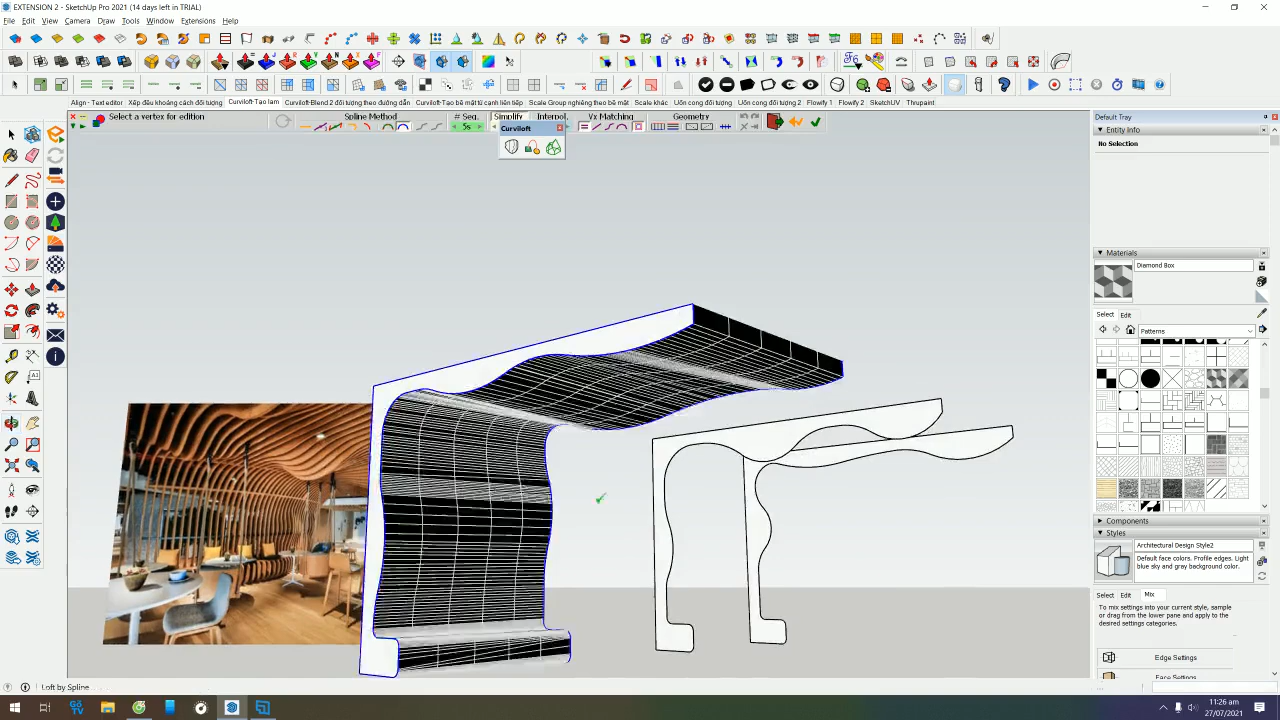 EXTENSION 2 - SketchUp Pro 2021 (14 days left in TRIAL)
File Edit View Camera Draw Tools Window Extensions Help
Align - Text editor Xếp đều khoảng cách đối tượng Curviloft-Tạo lam Curviloft-Blend 2 đối tượng theo đường dẫn Curviloft-Tạo bề mặt từ cạnh liên tiếp Scale Group nghiêng theo bề mặt Scale khác Uốn cong đối tượng Uốn cong đối tượng 2 Flowify 1 Flowify 2 SketchUV Thrupaint
Select a vertex for edition Spline Method # Seg. Simplify Interpol. Vx Matching Geometry
5s
Curviloft
Default Tray
Entity Info
No Selection
Materials
Diamond Box
Select Edit
Patterns
Components
Styles
Architectural Design Style2
Default face colors. Profile edges. Light
blue sky and gray background color.
Select Edit Mix
To mix settings into your current style, sample
or drag from the lower pane and apply to the
desired settings categories.
Edge Settings
Face Settings
Loft by Spline
11:26 am
27/07/2021